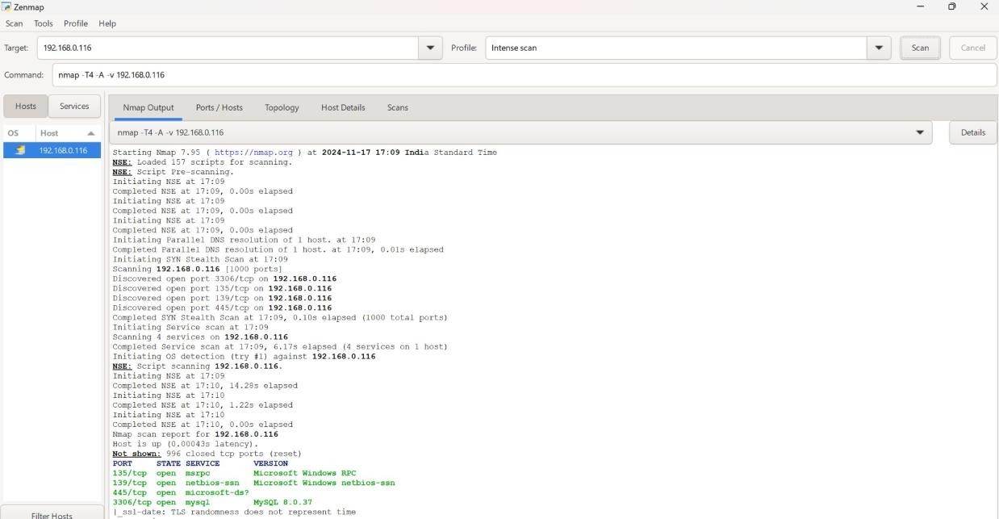 Zenmap
Scan Tools Profile Help
Target: 192.168.0.116 Profile: Intense scan Scan Cancel
Command: nmap -T4 -A -v 192.168.0.116
Hosts Services
Nmap Output Ports / Hosts Topology Host Details Scans
OS Host
192.168.0.116
nmap -T4 -A -v 192.168.0.116 Details
Starting Nmap 7.95 ( https://nmap.org ) at 2024-11-17 17:09 India Standard Time
NSE: Loaded 157 scripts for scanning.
NSE: Script Pre-scanning.
Initiating NSE at 17:09
Completed NSE at 17:09, 0.00s elapsed
Initiating NSE at 17:09
Completed NSE at 17:09, 0.00s elapsed
Initiating NSE at 17:09
Completed NSE at 17:09, 0.00s elapsed
Initiating Parallel DNS resolution of 1 host. at 17:09
Completed Parallel DNS resolution of 1 host. at 17:09, 0.01s elapsed
Initiating SYN Stealth Scan at 17:09
Scanning 192.168.0.116 [1000 ports]
Discovered open port 3306/tcp on 192.168.0.116
Discovered open port 135/tcp on 192.168.0.116
Discovered open port 139/tcp on 192.168.0.116
Discovered open port 445/tcp on 192.168.0.116
Completed SYN Stealth Scan at 17:09, 0.10s elapsed (1000 total ports)
Initiating Service scan at 17:09
Scanning 4 services on 192.168.0.116
Completed Service scan at 17:09, 6.17s elapsed (4 services on 1 host)
Initiating OS detection (try #1) against 192.168.0.116
NSE: Script scanning 192.168.0.116.
Initiating NSE at 17:09
Completed NSE at 17:10, 14.28s elapsed
Initiating NSE at 17:10
Completed NSE at 17:10, 1.22s elapsed
Initiating NSE at 17:10
Completed NSE at 17:10, 0.00s elapsed
Nmap scan report for 192.168.0.116
Host is up (0.00043s latency).
Not shown: 996 closed tcp ports (reset)
PORT STATE SERVICE VERSION
135/tcp open msrpc Microsoft Windows RPC
139/tcp open netbios-ssn Microsoft Windows netbios-ssn
445/tcp open microsoft-ds?
3306/tcp open mysql MySQL 8.0.37
|_ssl-date: TLS randomness does not represent time
Filter Hosts